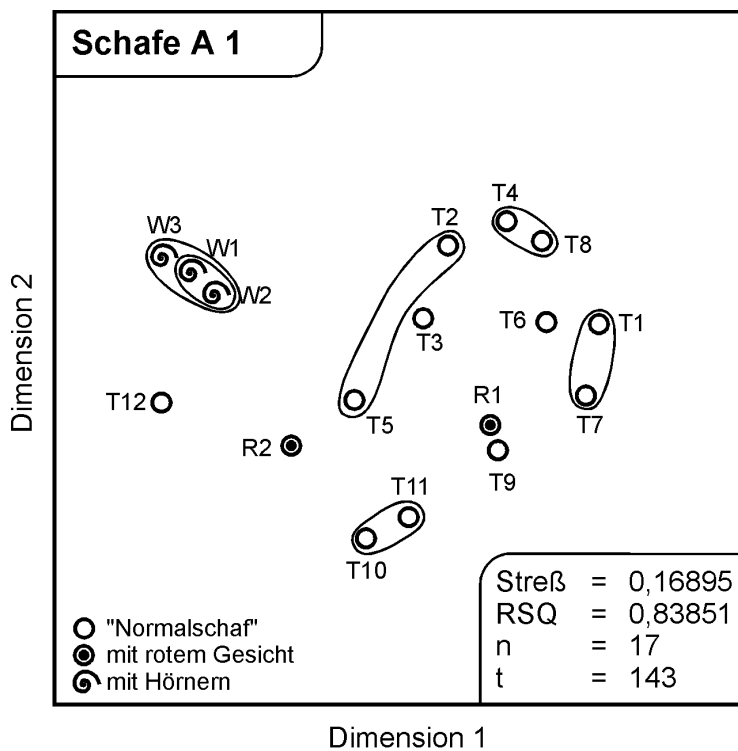 Schafe A 1
T4
T2
T8
W3
W1
W2
T3
T6
T1
T12
T5
R1
T7
R2
T9
T11
T10
Streß = 0,16895
RSQ = 0,83851
n = 17
t = 143
"Normalschaf"
mit rotem Gesicht
mit Hörnern
Dimension 2
Dimension 1